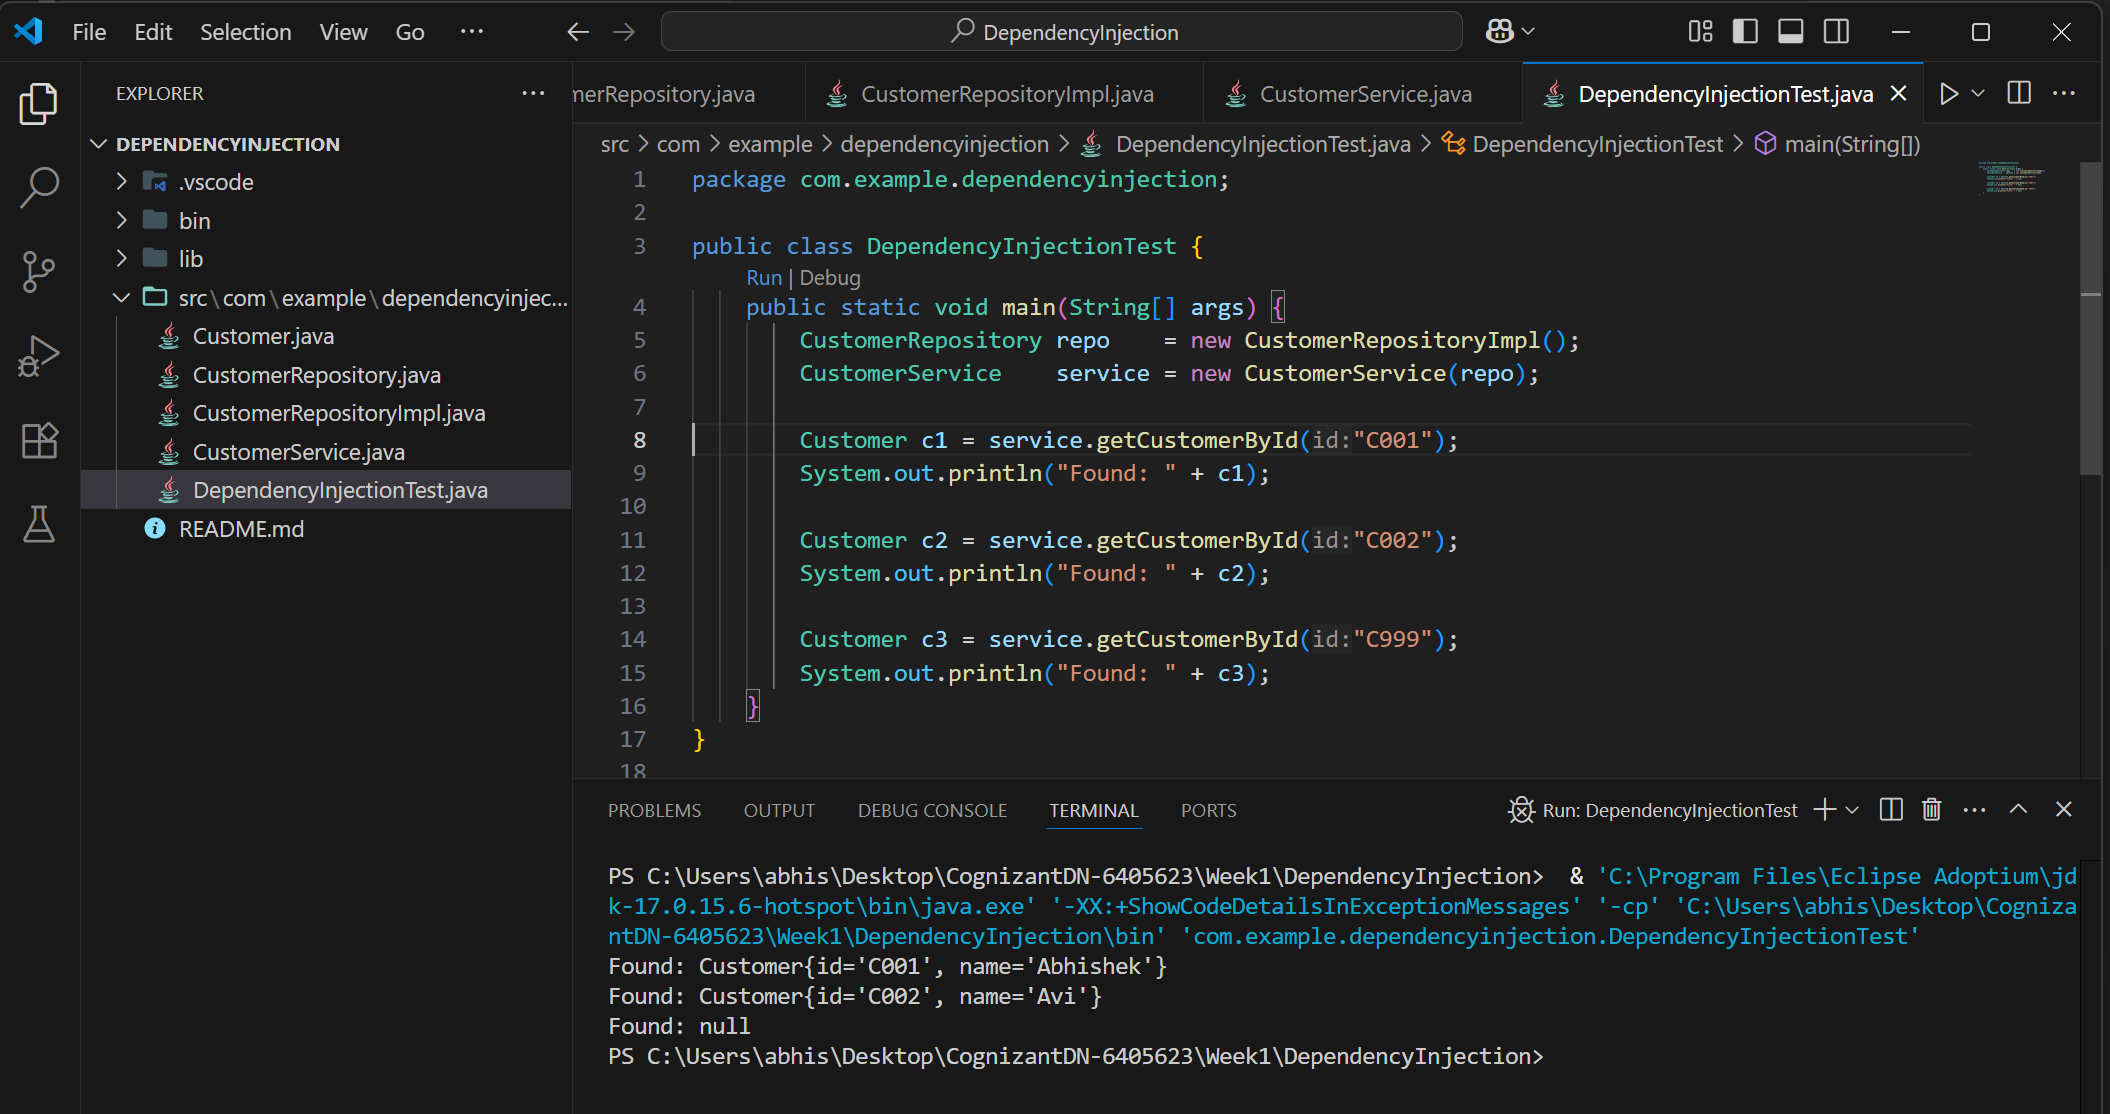 File Edit Selection View Go ··· DependencyInjection
EXPLORER ···
DEPENDENCYINJECTION
.vscode
bin
lib
src\com\example\dependencyinjec...
Customer.java
CustomerRepository.java
CustomerRepositoryImpl.java
CustomerService.java
DependencyInjectionTest.java
README.md
merRepository.java CustomerRepositoryImpl.java CustomerService.java DependencyInjectionTest.java
src > com > example > dependencyinjection > DependencyInjectionTest.java > DependencyInjectionTest > main(String[])
1 package com.example.dependencyinjection;
2
3 public class DependencyInjectionTest {
Run | Debug
4 public static void main(String[] args) {
5 CustomerRepository repo = new CustomerRepositoryImpl();
6 CustomerService service = new CustomerService(repo);
7
8 Customer c1 = service.getCustomerById(id:"C001");
9 System.out.println("Found: " + c1);
10
11 Customer c2 = service.getCustomerById(id:"C002");
12 System.out.println("Found: " + c2);
13
14 Customer c3 = service.getCustomerById(id:"C999");
15 System.out.println("Found: " + c3);
16 }
17 }
18
PROBLEMS OUTPUT DEBUG CONSOLE TERMINAL PORTS Run: DependencyInjectionTest
PS C:\Users\abhis\Desktop\CognizantDN-6405623\Week1\DependencyInjection> & 'C:\Program Files\Eclipse Adoptium\jd
k-17.0.15.6-hotspot\bin\java.exe' '-XX:+ShowCodeDetailsInExceptionMessages' '-cp' 'C:\Users\abhis\Desktop\Cogniza
ntDN-6405623\Week1\DependencyInjection\bin' 'com.example.dependencyinjection.DependencyInjectionTest'
Found: Customer{id='C001', name='Abhishek'}
Found: Customer{id='C002', name='Avi'}
Found: null
PS C:\Users\abhis\Desktop\CognizantDN-6405623\Week1\DependencyInjection>